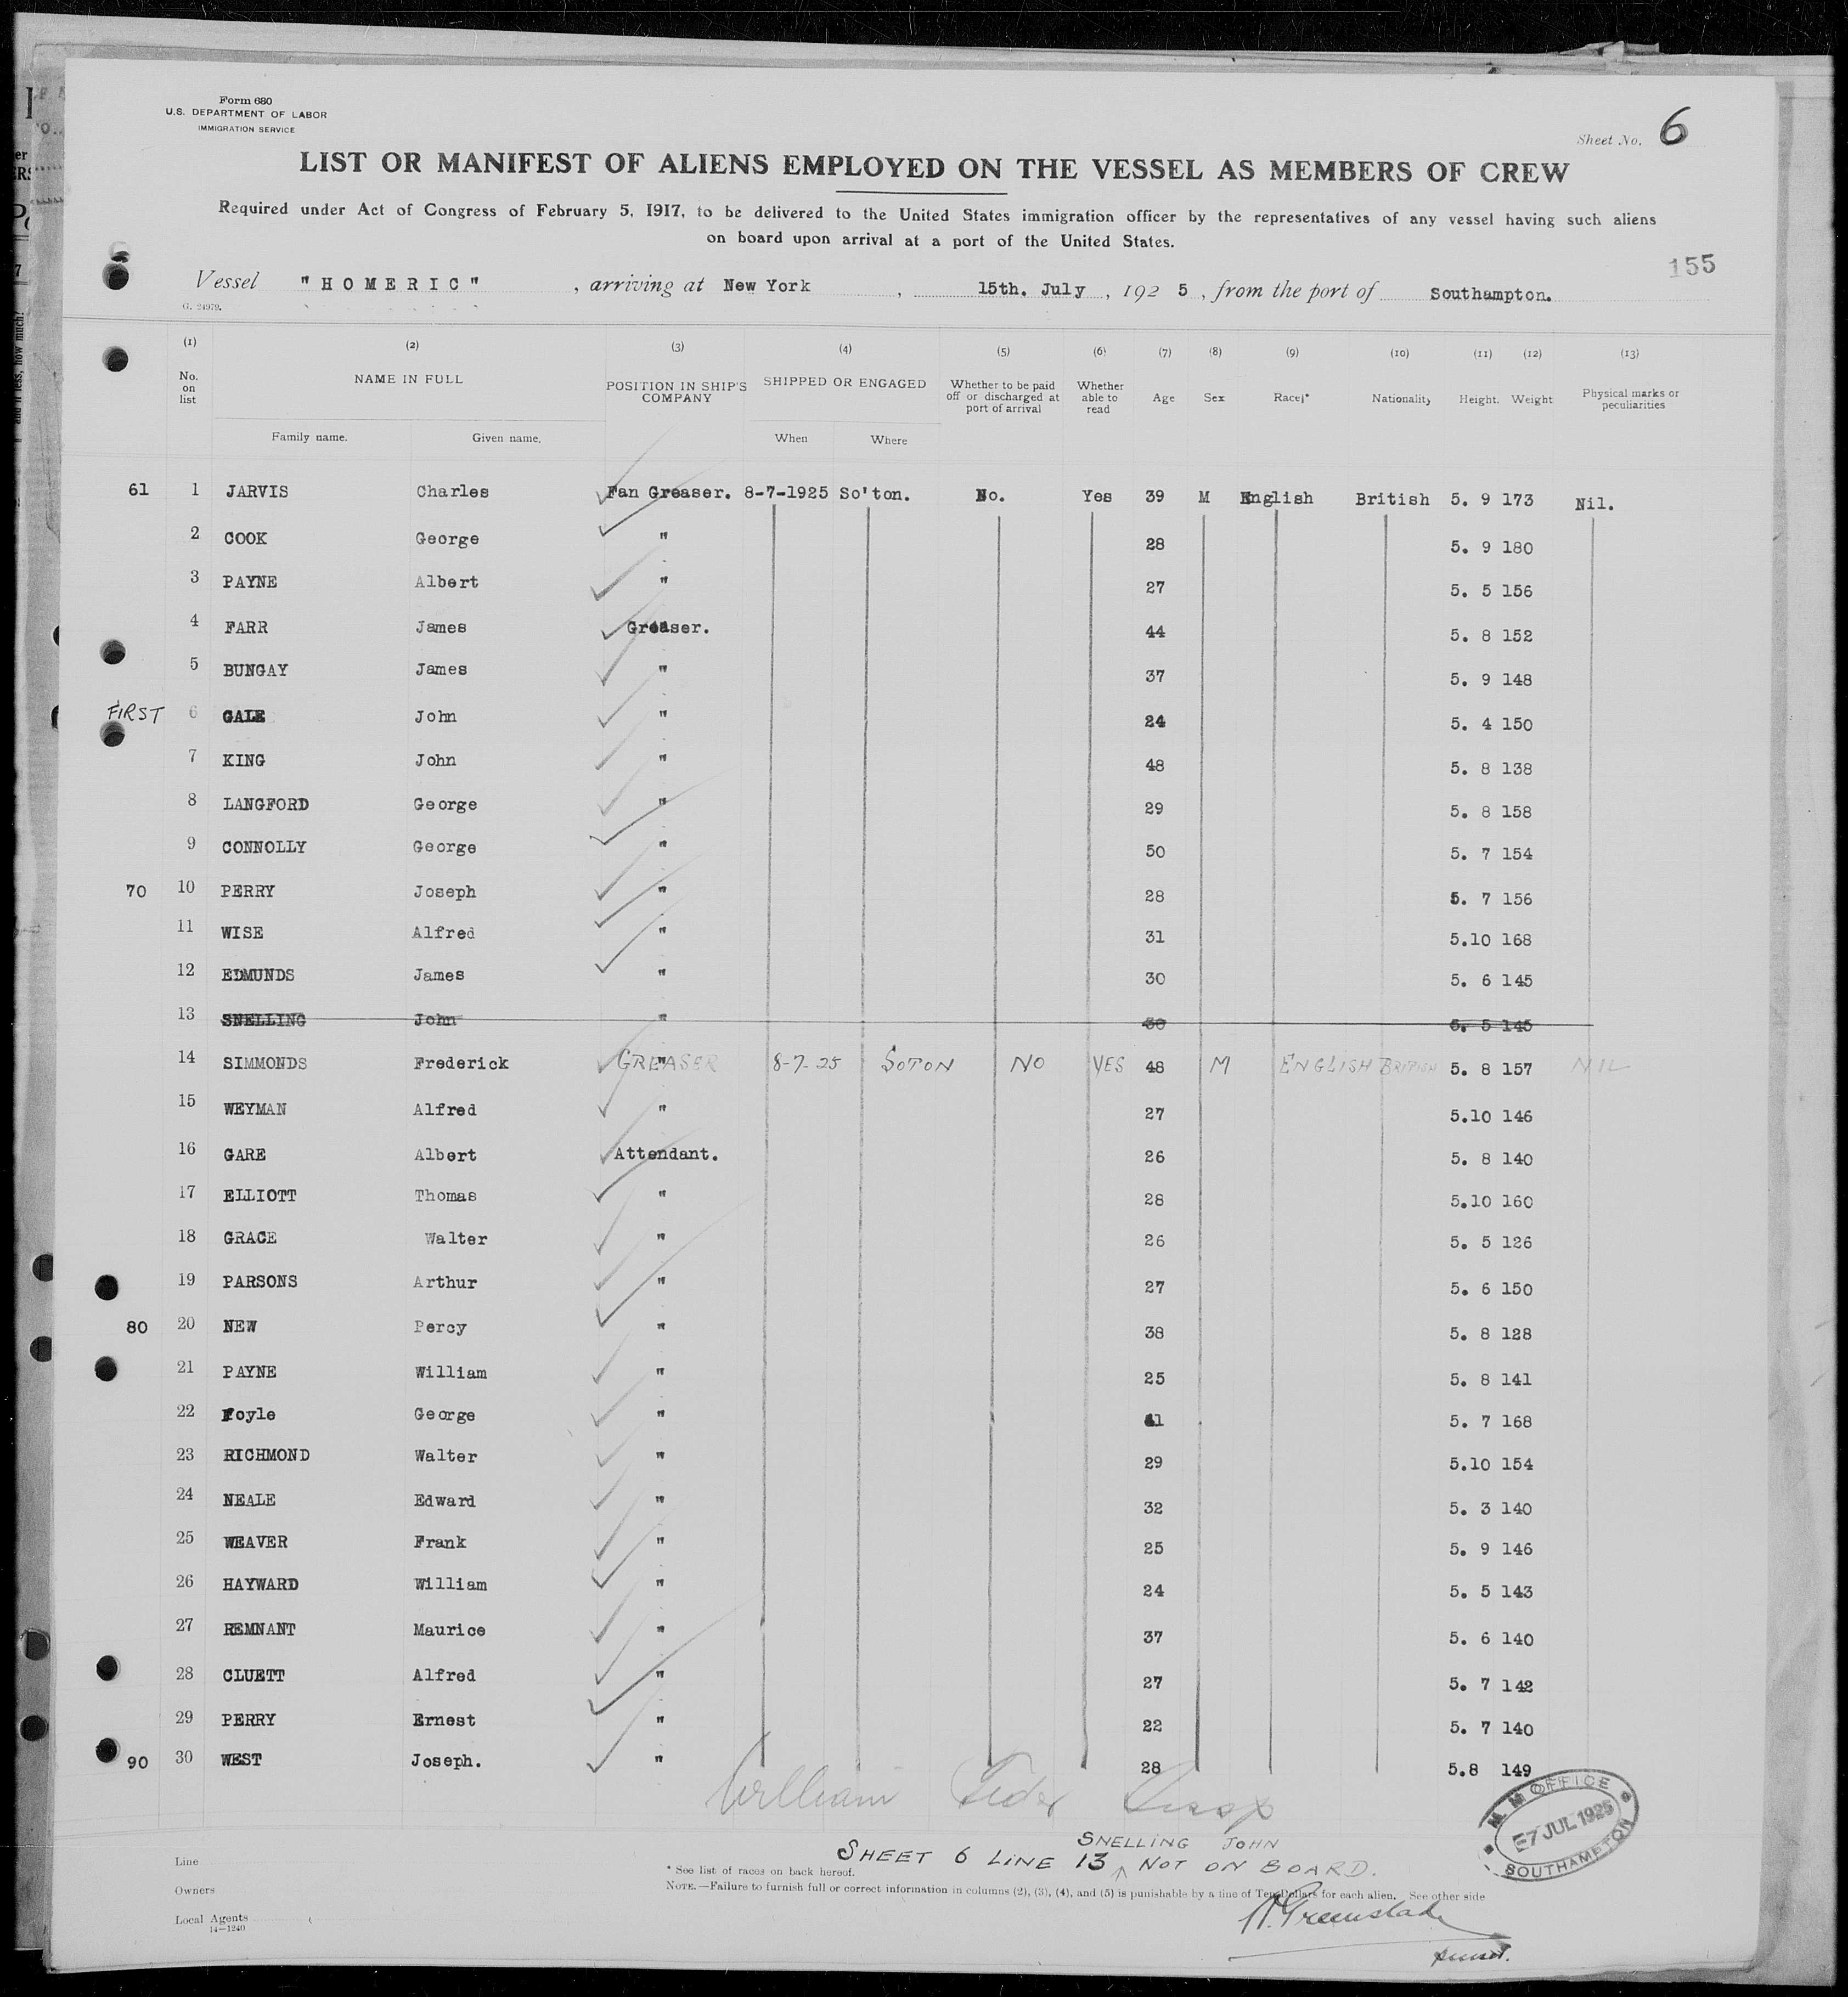 Form 680
U.S. DEPARTMENT OF LABOR
IMMIGRATION SERVICE
Sheet No. 6
LIST OR MANIFEST OF ALIENS EMPLOYED ON THE VESSEL AS MEMBERS OF CREW
Required under Act of Congress of February 5, 1917, to be delivered to the United States immigration officer by the representatives of any vessel having such aliens
on board upon arrival at a port of the United States.
155
Vessel "HOMERIC", arriving at New York, 15th. July, 1925, from the port of Southampton.
G. 24979.
(1) (2) (3) (4) (5) (6) (7) (8) (9) (10) (11) (12) (13)
No. on list NAME IN FULL POSITION IN SHIP'S COMPANY SHIPPED OR ENGAGED Whether to be paid off or discharged at port of arrival Whether able to read Age Sex Race* Nationality Height. Weight Physical marks or peculiarities
Family name. Given name. When Where
61 1 JARVIS Charles Fan Greaser. 8-7-1925 So'ton. No. Yes 39 M English British 5. 9 173 Nil.
2 COOK George " 28 5. 9 180
3 PAYNE Albert " 27 5. 5 156
4 FARR James Greaser. 44 5. 8 152
5 BUNGAY James " 37 5. 9 148
FIRST 6 GALE John " 24 5. 4 150
7 KING John " 48 5. 8 138
8 LANGFORD George " 29 5. 8 158
9 CONNOLLY George " 50 5. 7 154
70 10 PERRY Joseph " 28 5. 7 156
11 WISE Alfred " 31 5.10 168
12 EDMUNDS James " 30 5. 6 145
13 SNELLING John " 30 5. 5 145
14 SIMMONDS Frederick " GREASER 8-7-25 SOTON NO YES 48 M ENGLISH BRITISH 5. 8 157 NIL
15 WEYMAN Alfred " 27 5.10 146
16 GARE Albert Attendant. 26 5. 8 140
17 ELLIOTT Thomas " 28 5.10 160
18 GRACE Walter " 26 5. 5 126
19 PARSONS Arthur " 27 5. 6 150
80 20 NEW Percy " 38 5. 8 128
21 PAYNE William " 25 5. 8 141
22 Foyle George " 41 5. 7 168
23 RICHMOND Walter " 29 5.10 154
24 NEALE Edward " 32 5. 3 140
25 WEAVER Frank " 25 5. 9 146
26 HAYWARD William " 24 5. 5 143
27 REMNANT Maurice " 37 5. 6 140
28 CLUETT Alfred " 27 5. 7 142
29 PERRY Ernest " 22 5. 7 140
90 30 WEST Joseph. " 28 5.8 149
William
M. M OFFICE
7 JUL 1925
SOUTHAMPTON
SNELLING JOHN
SHEET 6 LINE 13 ^ NOT ON BOARD.
Line
Owners
Local Agents
14—1240
* See list of races on back hereof.
NOTE.—Failure to furnish full or correct information in columns (2), (3), (4), and (5) is punishable by a fine of Ten Dollars for each alien. See other side